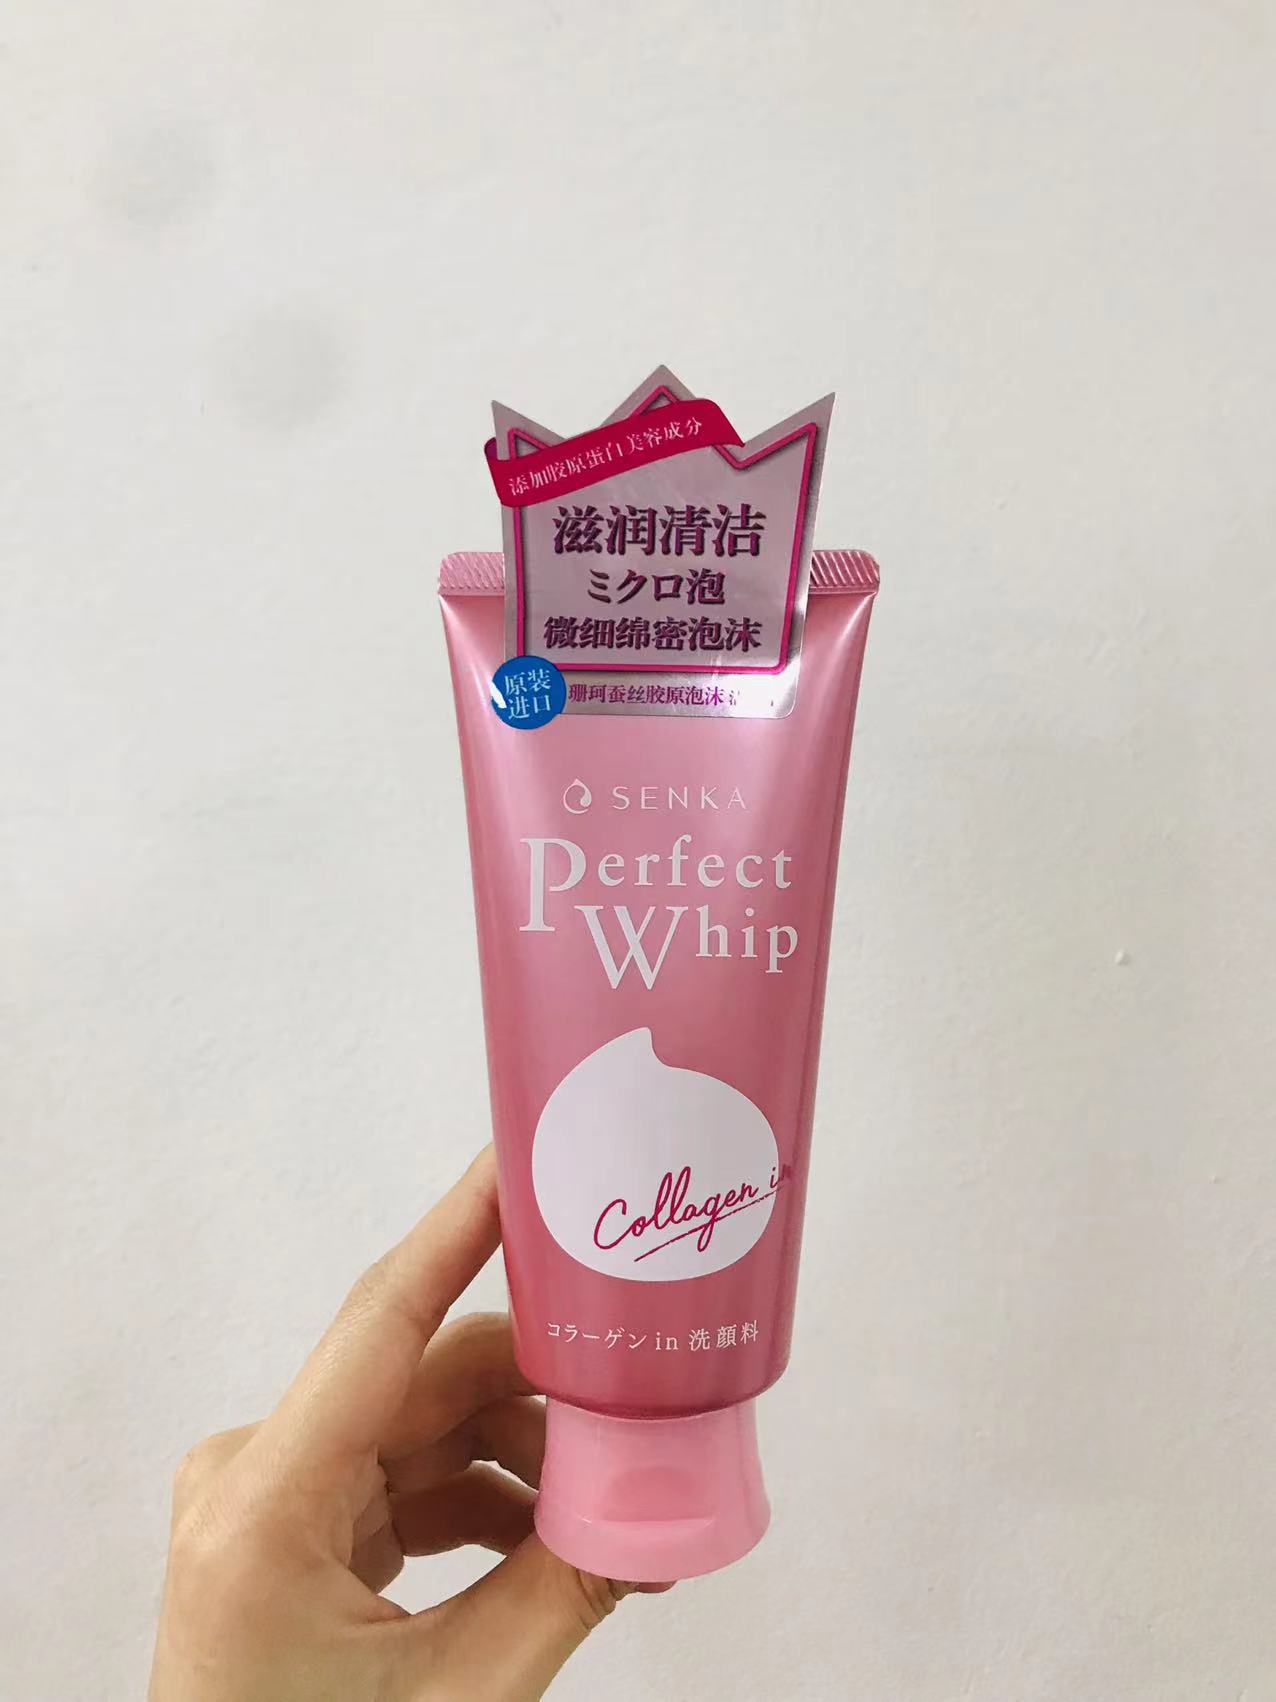 添加胶原蛋白美容成分
滋润清洁
ミクロ泡
微细绵密泡沫
原装
进口
珊珂蚕丝胶原泡沫
SENKA
Perfect
Whip
Collagen in
コラーゲン in 洗顔料